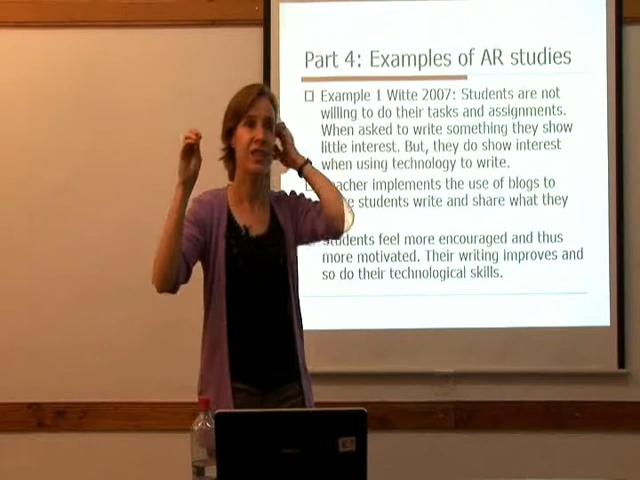 Part 4: Examples of AR studies
Example 1 Witte 2007: Students are not
willing to do their tasks and assignments.
When asked to write something they show
little interest. But, they do show interest
when using technology to write.
implements the use of blogs to
students write and share what they
Students feel more encouraged and thus
more motivated. Their writing improves and
so do their technological skills.